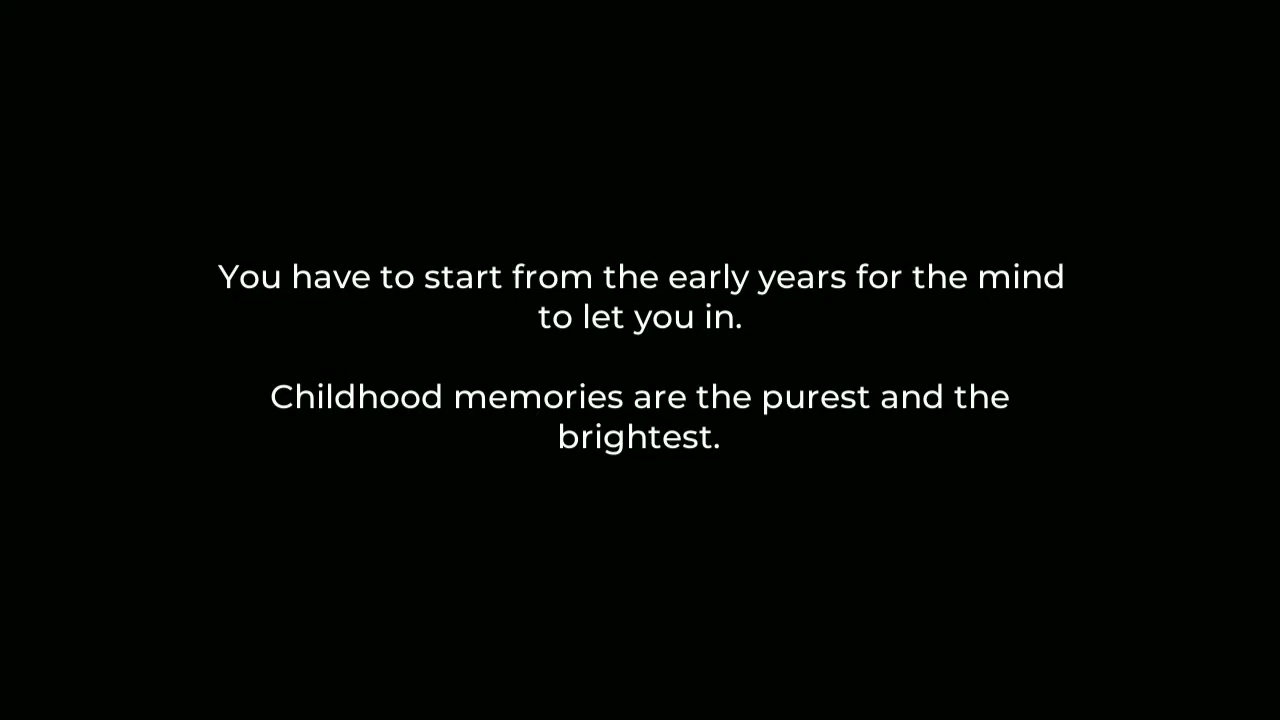 You have to start from the early years for the mind
to let you in.
Childhood memories are the purest and the
brightest.